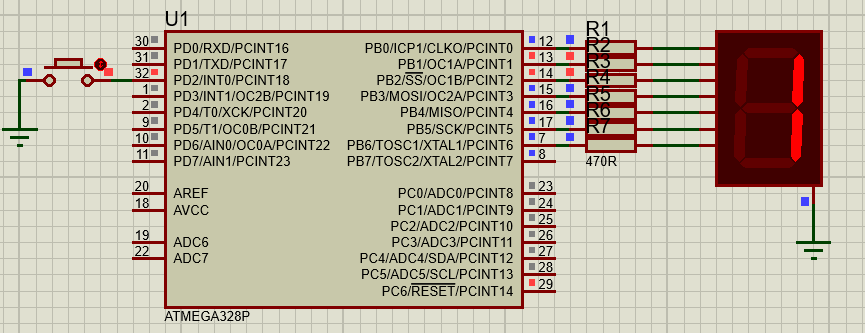 U1
30 PD0/RXD/PCINT16 PB0/ICP1/CLKO/PCINT0 12
31 PD1/TXD/PCINT17 PB1/OC1A/PCINT1 13
32 PD2/INT0/PCINT18 PB2/SS/OC1B/PCINT2 14
1 PD3/INT1/OC2B/PCINT19 PB3/MOSI/OC2A/PCINT3 15
2 PD4/T0/XCK/PCINT20 PB4/MISO/PCINT4 16
9 PD5/T1/OC0B/PCINT21 PB5/SCK/PCINT5 17
10 PD6/AIN0/OC0A/PCINT22 PB6/TOSC1/XTAL1/PCINT6 7
11 PD7/AIN1/PCINT23 PB7/TOSC2/XTAL2/PCINT7 8
20 AREF PC0/ADC0/PCINT8 23
18 AVCC PC1/ADC1/PCINT9 24
PC2/ADC2/PCINT10 25
19 ADC6 PC3/ADC3/PCINT11 26
22 ADC7 PC4/ADC4/SDA/PCINT12 27
PC5/ADC5/SCL/PCINT13 28
PC6/RESET/PCINT14 29
ATMEGA328P
R1
R2
R3
R4
R5
R6
R7
470R
1